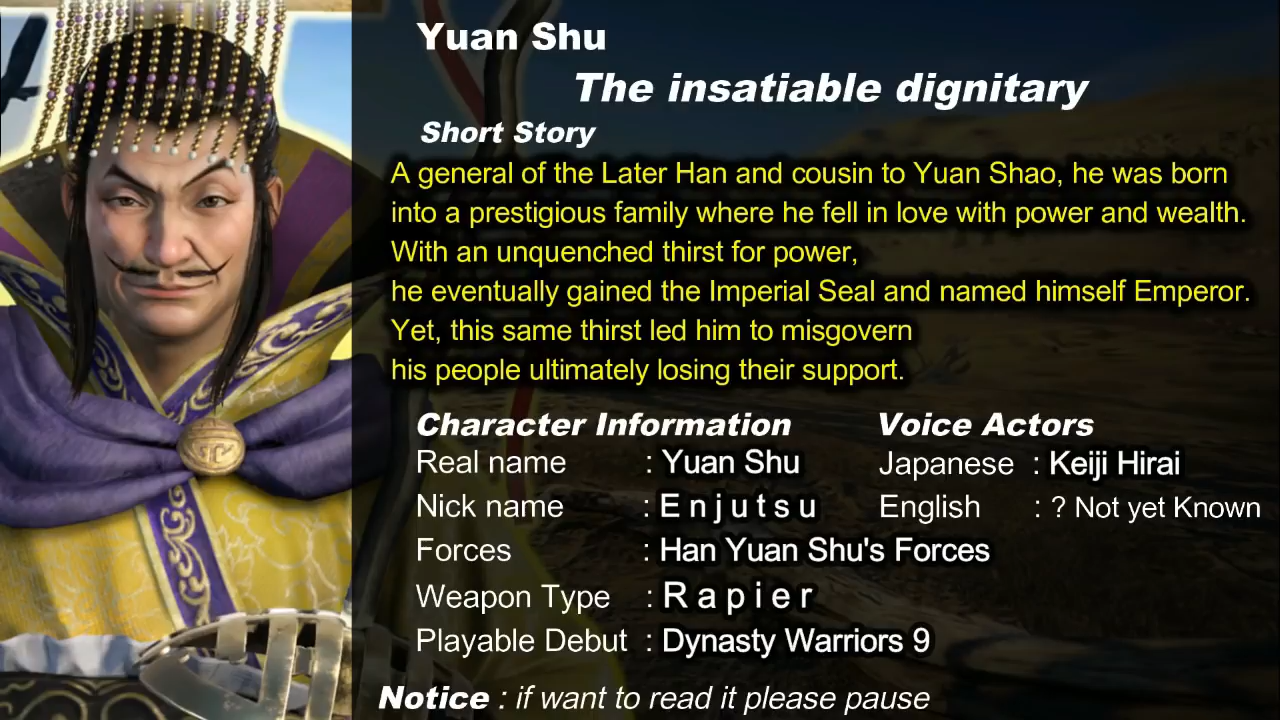 Yuan Shu
The insatiable dignitary
Short Story
A general of the Later Han and cousin to Yuan Shao, he was born
into a prestigious family where he fell in love with power and wealth.
With an unquenched thirst for power,
he eventually gained the Imperial Seal and named himself Emperor.
Yet, this same thirst led him to misgovern
his people ultimately losing their support.
Character Information
Voice Actors
Real name : Yuan Shu
Japanese : Keiji Hirai
Nick name : Enjutsu
English : ? Not yet Known
Forces : Han Yuan Shu's Forces
Weapon Type : Rapier
Playable Debut : Dynasty Warriors 9
Notice : if want to read it please pause